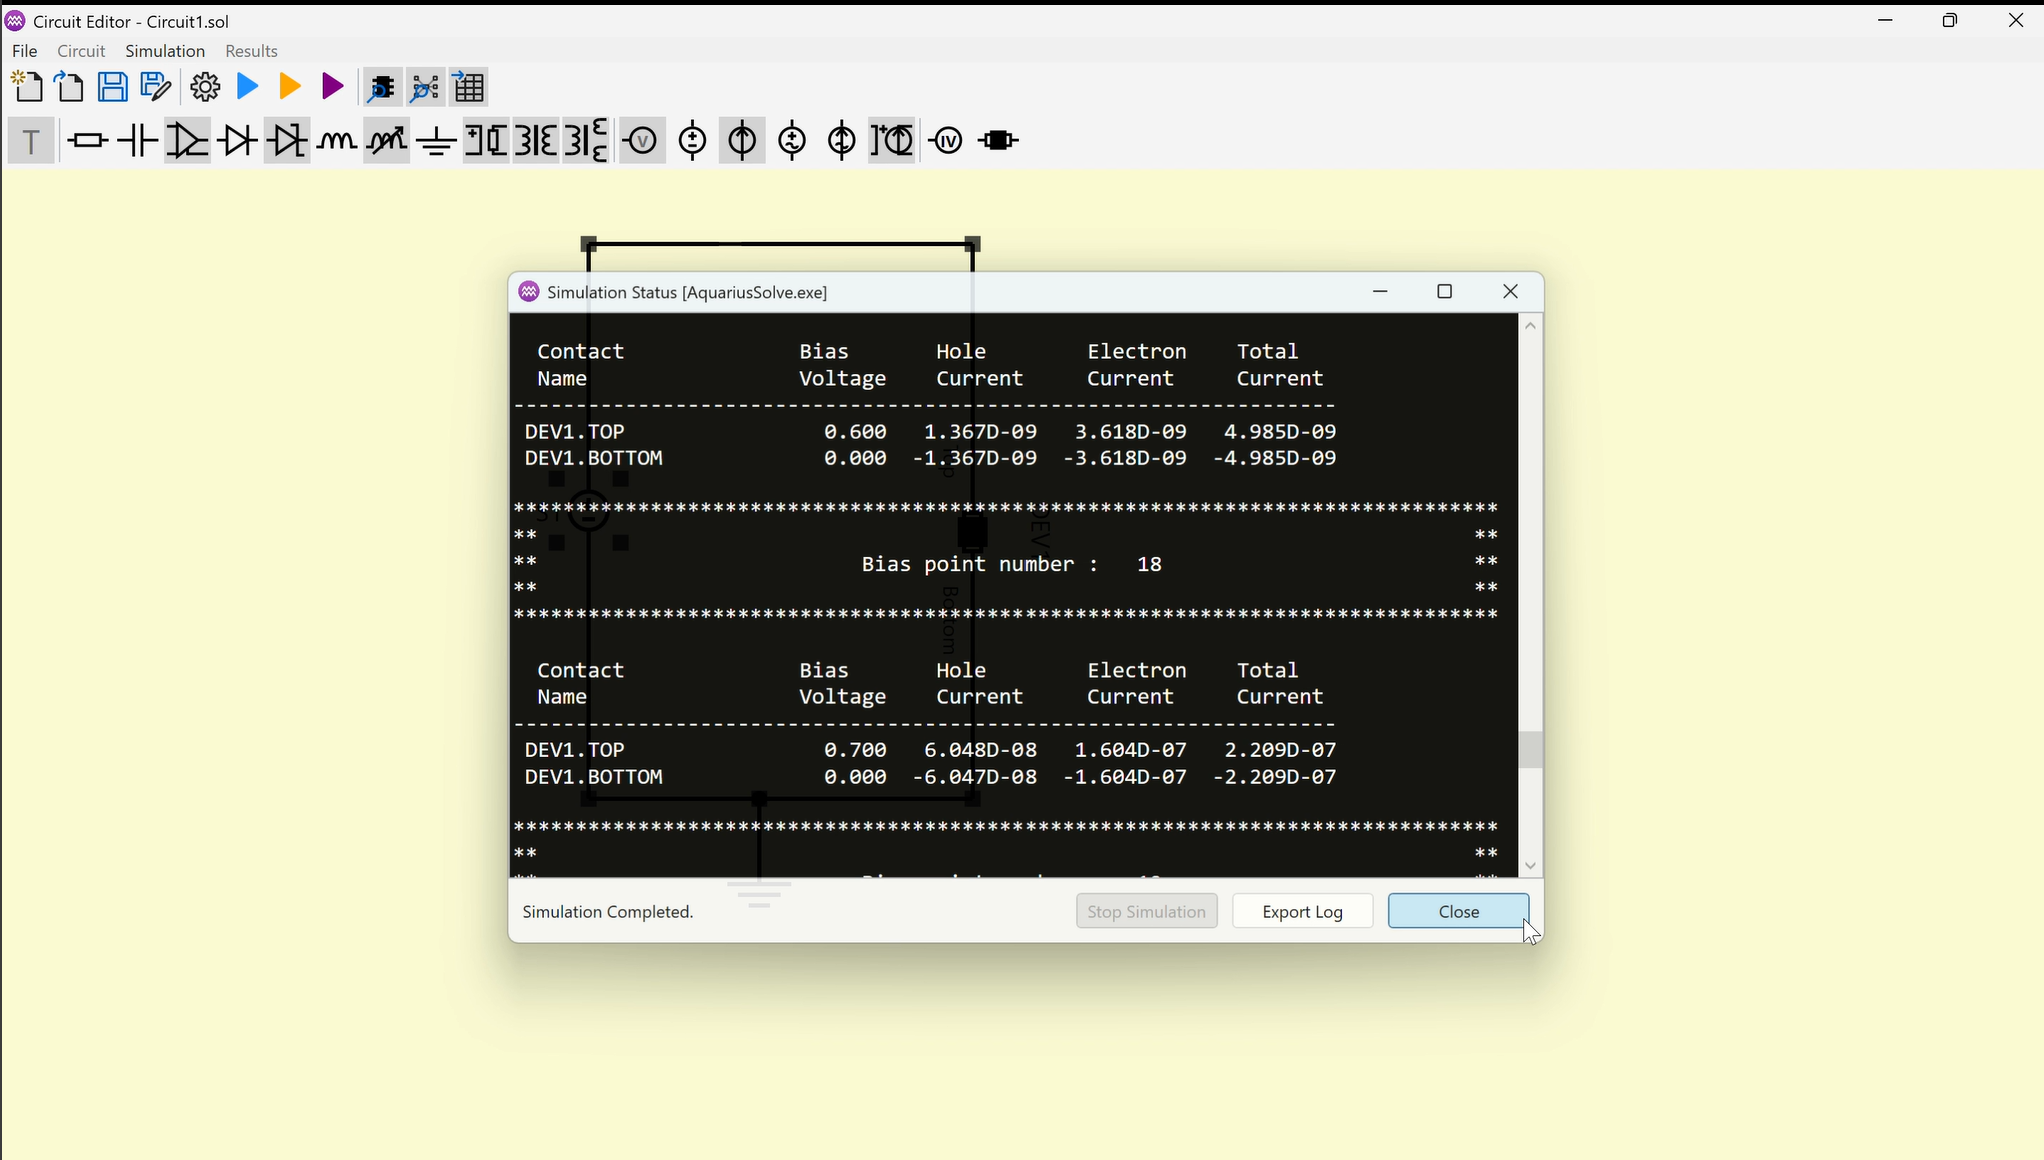 Circuit Editor - Circuit1.sol
File Circuit Simulation Results
T
V
IV
Simulation Status [AquariusSolve.exe]
Contact Bias Hole Electron Total
Name Voltage Current Current Current
------------------------------------------------------------------
DEV1.TOP 0.600 1.367D-09 3.618D-09 4.985D-09
DEV1.BOTTOM 0.000 -1.367D-09 -3.618D-09 -4.985D-09
*******************************************************************************
** **
** Bias point number : 18 **
** **
*******************************************************************************
Contact Bias Hole Electron Total
Name Voltage Current Current Current
------------------------------------------------------------------
DEV1.TOP 0.700 6.048D-08 1.604D-07 2.209D-07
DEV1.BOTTOM 0.000 -6.047D-08 -1.604D-07 -2.209D-07
*******************************************************************************
** **
Bottom
Simulation Completed.
Stop Simulation Export Log Close